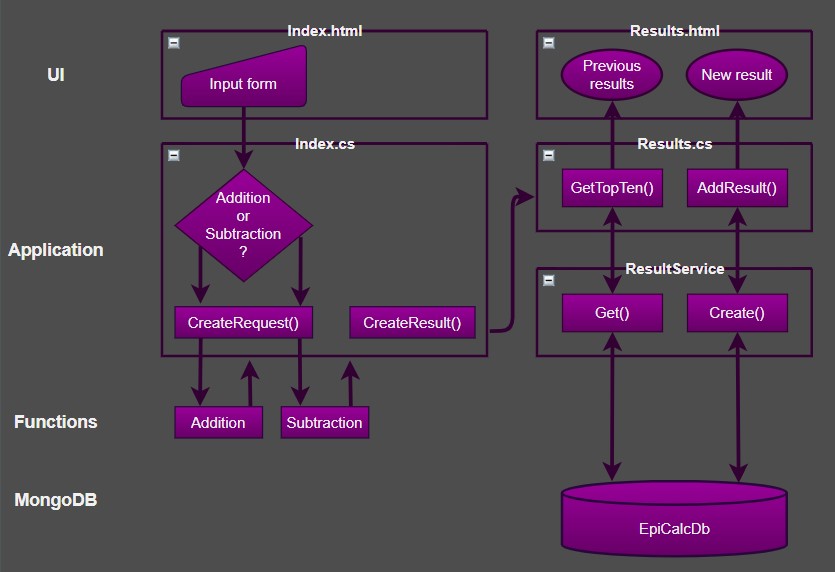 Index.html
Results.html
UI
Input form
Previous
results
New result
Index.cs
Results.cs
Addition
or
Subtraction
?
GetTopTen()
AddResult()
Application
ResultService
CreateRequest()
CreateResult()
Get()
Create()
Functions
Addition
Subtraction
MongoDB
EpiCalcDb